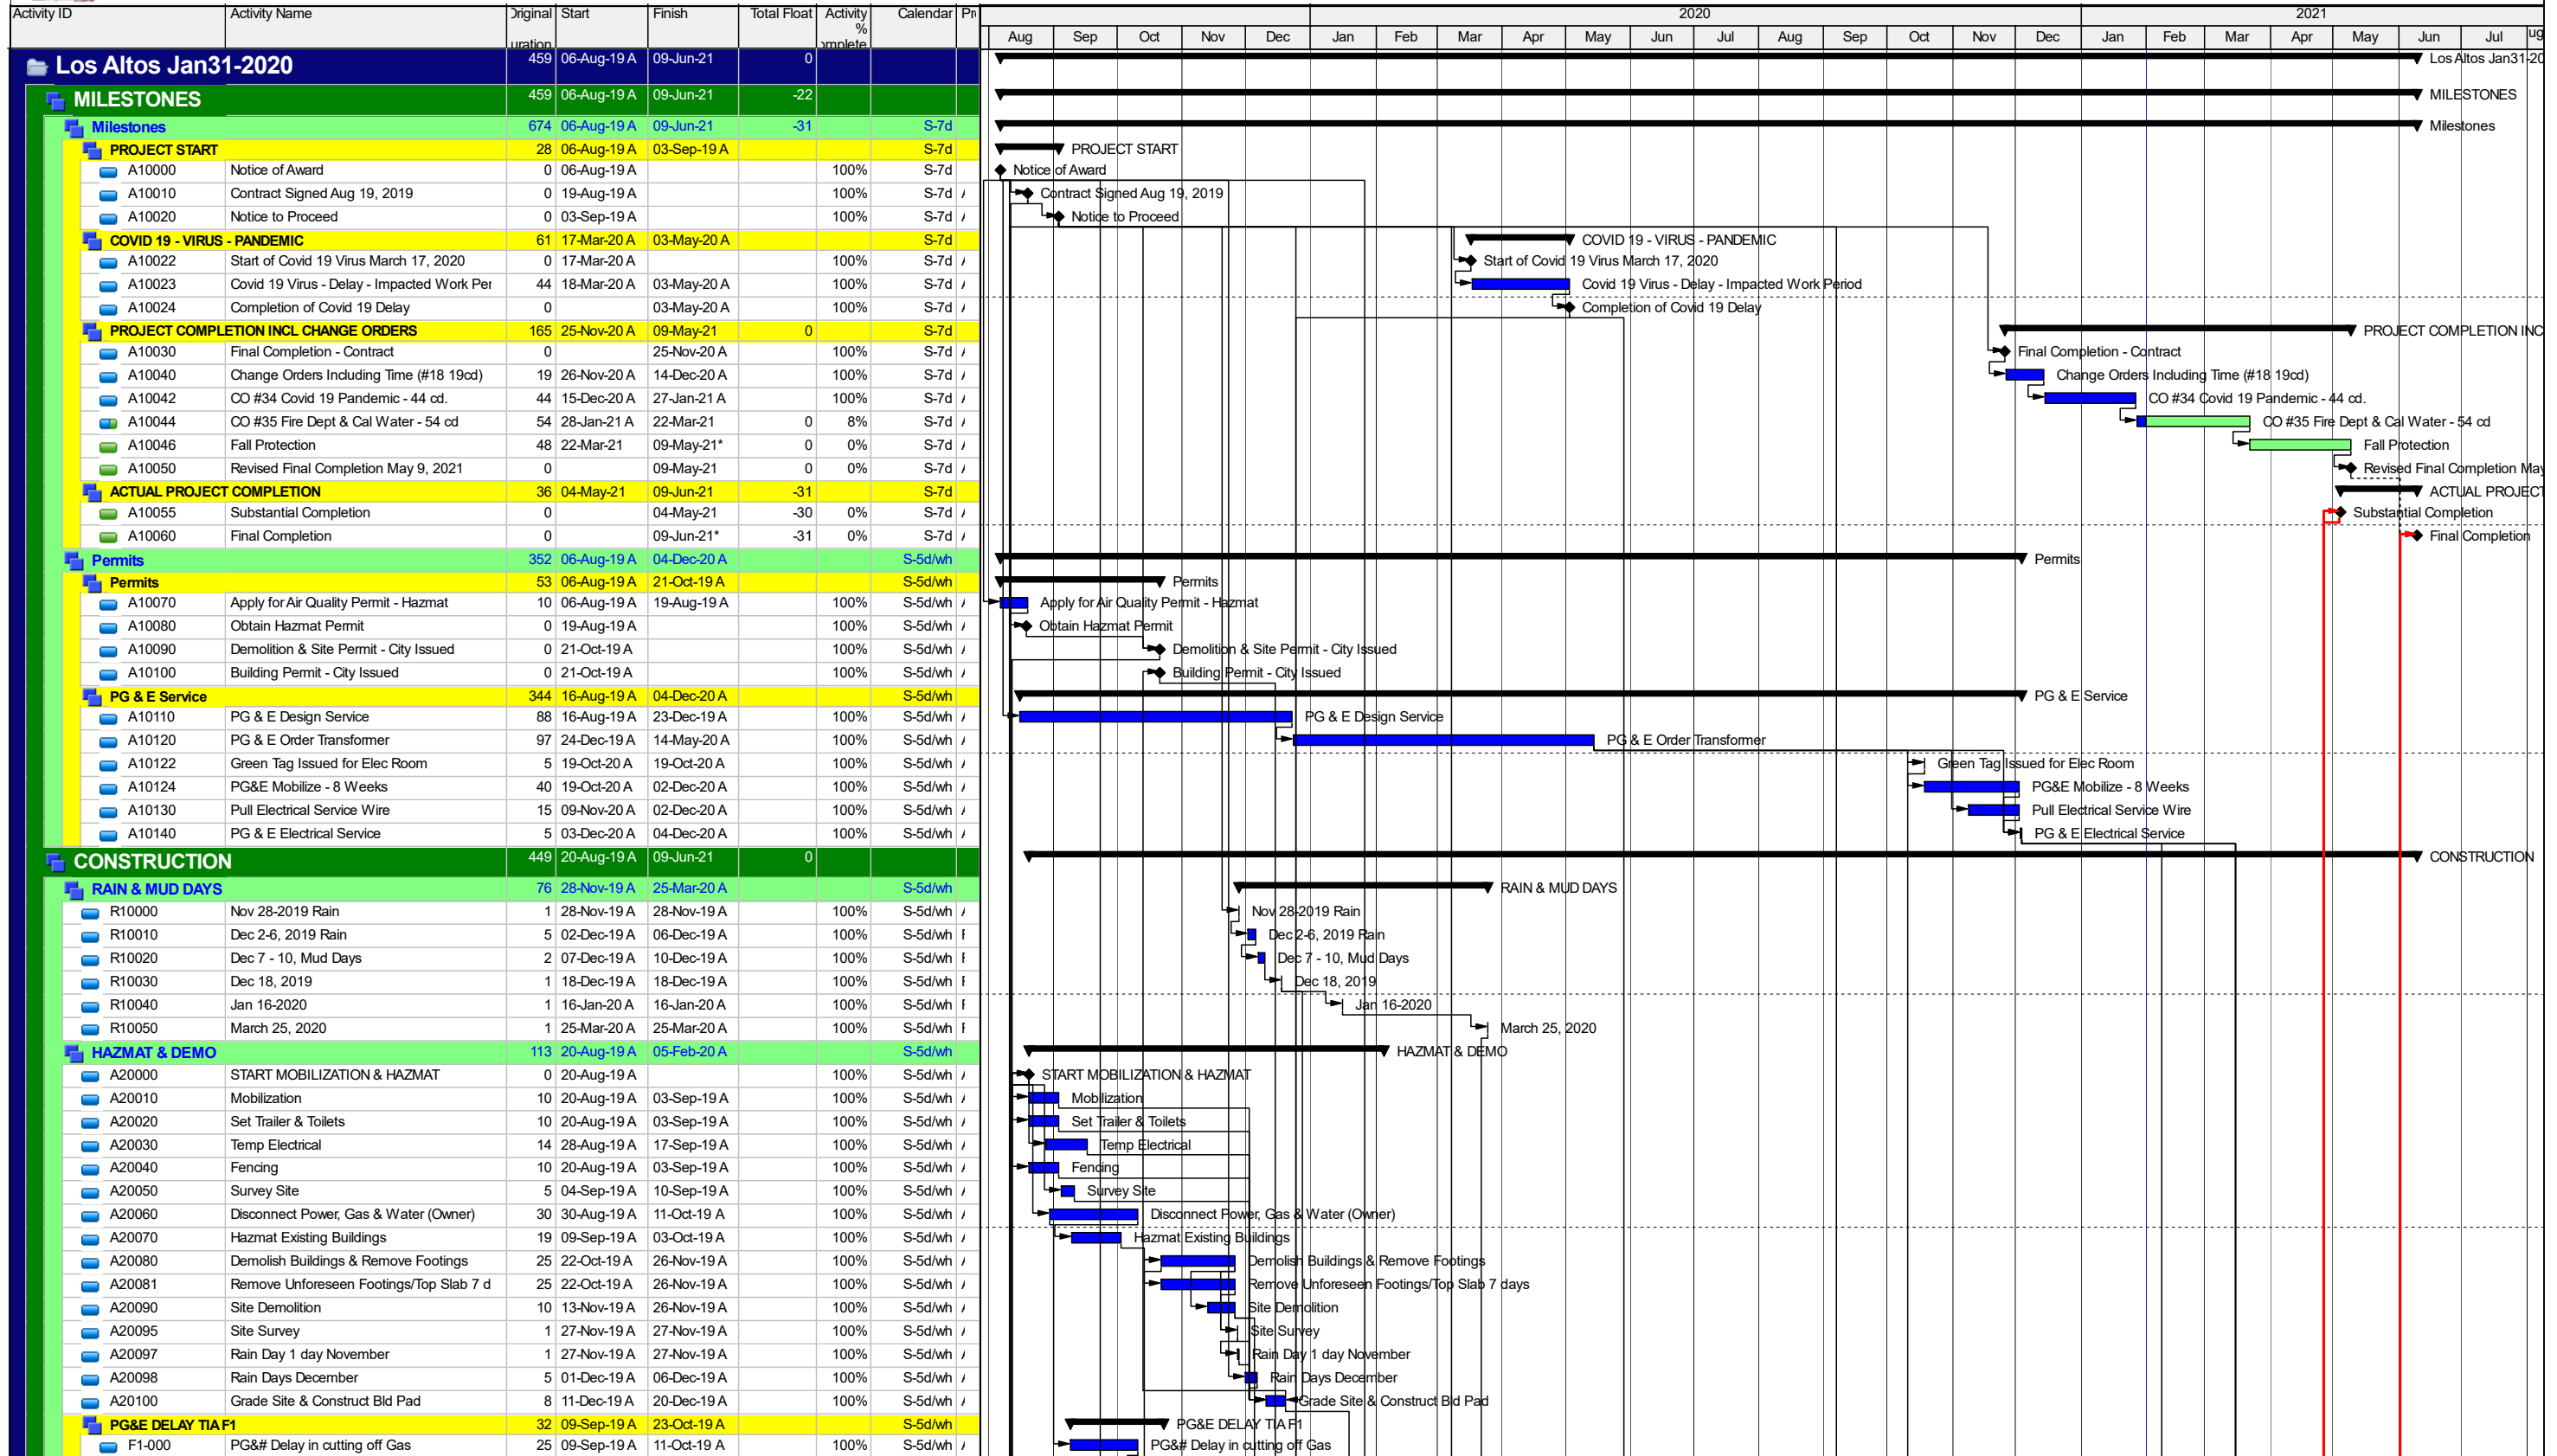 Activity ID Activity Name Original Duration Start Finish Total Float Activity % Complete Calendar Pr 2020 2021
Aug Sep Oct Nov Dec Jan Feb Mar Apr May Jun Jul Aug Sep Oct Nov Dec Jan Feb Mar Apr May Jun Jul ug
Los Altos Jan31-2020 459 06-Aug-19 A 09-Jun-21 0 Los Altos Jan31-20
MILESTONES 459 06-Aug-19 A 09-Jun-21 -22 MILESTONES
Milestones 674 06-Aug-19 A 09-Jun-21 -31 S-7d Milestones
PROJECT START 28 06-Aug-19 A 03-Sep-19 A S-7d PROJECT START
A10000 Notice of Award 0 06-Aug-19 A 100% S-7d Notice of Award
A10010 Contract Signed Aug 19, 2019 0 19-Aug-19 A 100% S-7d Contract Signed Aug 19, 2019
A10020 Notice to Proceed 0 03-Sep-19 A 100% S-7d Notice to Proceed
COVID 19 - VIRUS - PANDEMIC 61 17-Mar-20 A 03-May-20 A S-7d COVID 19 - VIRUS - PANDEMIC
A10022 Start of Covid 19 Virus March 17, 2020 0 17-Mar-20 A 100% S-7d Start of Covid 19 Virus March 17, 2020
A10023 Covid 19 Virus - Delay - Impacted Work Per 44 18-Mar-20 A 03-May-20 A 100% S-7d Covid 19 Virus - Delay - Impacted Work Period
A10024 Completion of Covid 19 Delay 0 03-May-20 A 100% S-7d Completion of Covid 19 Delay
PROJECT COMPLETION INCL CHANGE ORDERS 165 25-Nov-20 A 09-May-21 0 S-7d PROJECT COMPLETION INC
A10030 Final Completion - Contract 0 25-Nov-20 A 100% S-7d Final Completion - Contract
A10040 Change Orders Including Time (#18 19cd) 19 26-Nov-20 A 14-Dec-20 A 100% S-7d Change Orders Including Time (#18 19cd)
A10042 CO #34 Covid 19 Pandemic - 44 cd. 44 15-Dec-20 A 27-Jan-21 A 100% S-7d CO #34 Covid 19 Pandemic - 44 cd.
A10044 CO #35 Fire Dept & Cal Water - 54 cd 54 28-Jan-21 A 22-Mar-21 0 8% S-7d CO #35 Fire Dept & Cal Water - 54 cd
A10046 Fall Protection 48 22-Mar-21 09-May-21* 0 0% S-7d Fall Protection
A10050 Revised Final Completion May 9, 2021 0 09-May-21 0 0% S-7d Revised Final Completion May
ACTUAL PROJECT COMPLETION 36 04-May-21 09-Jun-21 -31 S-7d ACTUAL PROJECT
A10055 Substantial Completion 0 04-May-21 -30 0% S-7d Substantial Completion
A10060 Final Completion 0 09-Jun-21* -31 0% S-7d Final Completion
Permits 352 06-Aug-19 A 04-Dec-20 A S-5d/wh Permits
Permits 53 06-Aug-19 A 21-Oct-19 A S-5d/wh Permits
A10070 Apply for Air Quality Permit - Hazmat 10 06-Aug-19 A 19-Aug-19 A 100% S-5d/wh Apply for Air Quality Permit - Hazmat
A10080 Obtain Hazmat Permit 0 19-Aug-19 A 100% S-5d/wh Obtain Hazmat Permit
A10090 Demolition & Site Permit - City Issued 0 21-Oct-19 A 100% S-5d/wh Demolition & Site Permit - City Issued
A10100 Building Permit - City Issued 0 21-Oct-19 A 100% S-5d/wh Building Permit - City Issued
PG & E Service 344 16-Aug-19 A 04-Dec-20 A S-5d/wh PG & E Service
A10110 PG & E Design Service 88 16-Aug-19 A 23-Dec-19 A 100% S-5d/wh PG & E Design Service
A10120 PG & E Order Transformer 97 24-Dec-19 A 14-May-20 A 100% S-5d/wh PG & E Order Transformer
A10122 Green Tag Issued for Elec Room 5 19-Oct-20 A 19-Oct-20 A 100% S-5d/wh Green Tag Issued for Elec Room
A10124 PG&E Mobilize - 8 Weeks 40 19-Oct-20 A 02-Dec-20 A 100% S-5d/wh PG&E Mobilize - 8 Weeks
A10130 Pull Electrical Service Wire 15 09-Nov-20 A 02-Dec-20 A 100% S-5d/wh Pull Electrical Service Wire
A10140 PG & E Electrical Service 5 03-Dec-20 A 04-Dec-20 A 100% S-5d/wh PG & E Electrical Service
CONSTRUCTION 449 20-Aug-19 A 09-Jun-21 0 CONSTRUCTION
RAIN & MUD DAYS 76 28-Nov-19 A 25-Mar-20 A S-5d/wh RAIN & MUD DAYS
R10000 Nov 28-2019 Rain 1 28-Nov-19 A 28-Nov-19 A 100% S-5d/wh Nov 28-2019 Rain
R10010 Dec 2-6, 2019 Rain 5 02-Dec-19 A 06-Dec-19 A 100% S-5d/wh Dec 2-6, 2019 Rain
R10020 Dec 7 - 10, Mud Days 2 07-Dec-19 A 10-Dec-19 A 100% S-5d/wh Dec 7 - 10, Mud Days
R10030 Dec 18, 2019 1 18-Dec-19 A 18-Dec-19 A 100% S-5d/wh Dec 18, 2019
R10040 Jan 16-2020 1 16-Jan-20 A 16-Jan-20 A 100% S-5d/wh Jan 16-2020
R10050 March 25, 2020 1 25-Mar-20 A 25-Mar-20 A 100% S-5d/wh March 25, 2020
HAZMAT & DEMO 113 20-Aug-19 A 05-Feb-20 A S-5d/wh HAZMAT & DEMO
A20000 START MOBILIZATION & HAZMAT 0 20-Aug-19 A 100% S-5d/wh START MOBILIZATION & HAZMAT
A20010 Mobilization 10 20-Aug-19 A 03-Sep-19 A 100% S-5d/wh Mobilization
A20020 Set Trailer & Toilets 10 20-Aug-19 A 03-Sep-19 A 100% S-5d/wh Set Trailer & Toilets
A20030 Temp Electrical 14 28-Aug-19 A 17-Sep-19 A 100% S-5d/wh Temp Electrical
A20040 Fencing 10 20-Aug-19 A 03-Sep-19 A 100% S-5d/wh Fencing
A20050 Survey Site 5 04-Sep-19 A 10-Sep-19 A 100% S-5d/wh Survey Site
A20060 Disconnect Power, Gas & Water (Owner) 30 30-Aug-19 A 11-Oct-19 A 100% S-5d/wh Disconnect Power, Gas & Water (Owner)
A20070 Hazmat Existing Buildings 19 09-Sep-19 A 03-Oct-19 A 100% S-5d/wh Hazmat Existing Buildings
A20080 Demolish Buildings & Remove Footings 25 22-Oct-19 A 26-Nov-19 A 100% S-5d/wh Demolish Buildings & Remove Footings
A20081 Remove Unforeseen Footings/Top Slab 7 d 25 22-Oct-19 A 26-Nov-19 A 100% S-5d/wh Remove Unforeseen Footings/Top Slab 7 days
A20090 Site Demolition 10 13-Nov-19 A 26-Nov-19 A 100% S-5d/wh Site Demolition
A20095 Site Survey 1 27-Nov-19 A 27-Nov-19 A 100% S-5d/wh Site Survey
A20097 Rain Day 1 day November 1 27-Nov-19 A 27-Nov-19 A 100% S-5d/wh Rain Day 1 day November
A20098 Rain Days December 5 01-Dec-19 A 06-Dec-19 A 100% S-5d/wh Rain Days December
A20100 Grade Site & Construct Bld Pad 8 11-Dec-19 A 20-Dec-19 A 100% S-5d/wh Grade Site & Construct Bld Pad
PG&E DELAY TIA F1 32 09-Sep-19 A 23-Oct-19 A S-5d/wh PG&E DELAY TIA F1
F1-000 PG&# Delay in cutting off Gas 25 09-Sep-19 A 11-Oct-19 A 100% S-5d/wh PG&# Delay in cutting off Gas